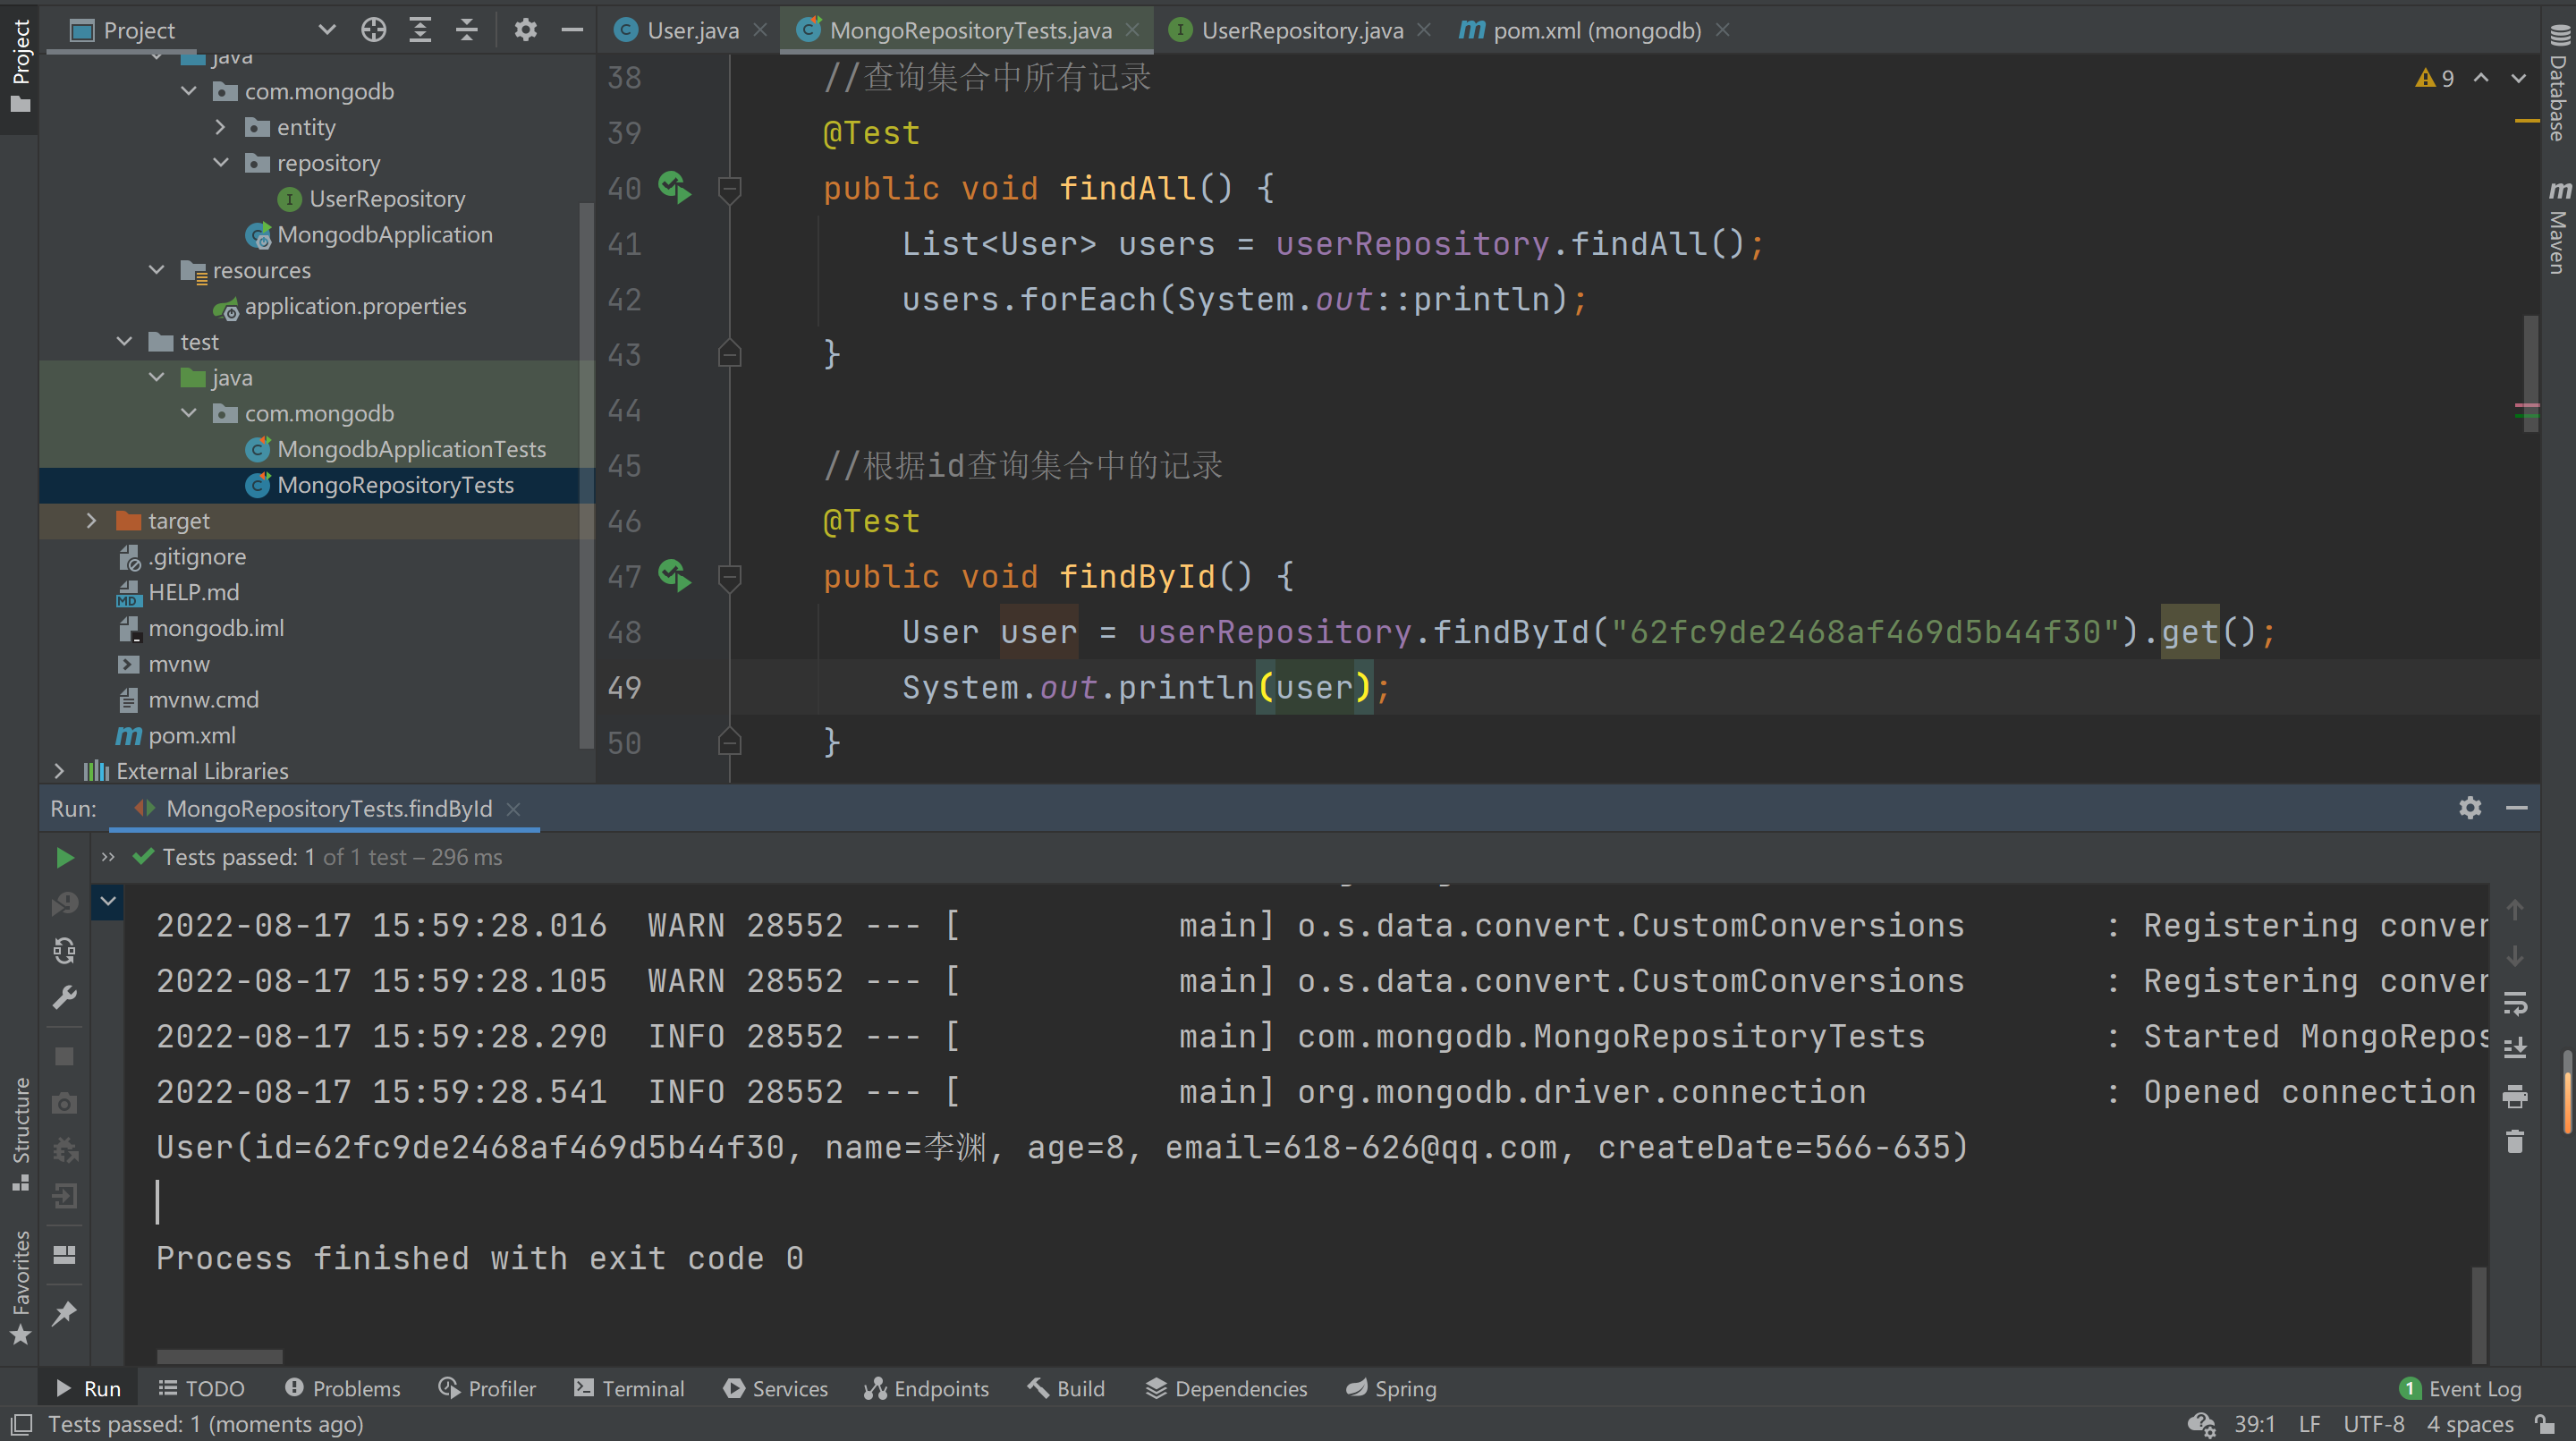 Project
User.java
MongoRepositoryTests.java
UserRepository.java
pom.xml (mongodb)
Project
java
com.mongodb
entity
repository
UserRepository
MongodbApplication
resources
application.properties
test
java
com.mongodb
MongodbApplicationTests
MongoRepositoryTests
target
.gitignore
HELP.md
mongodb.iml
mvnw
mvnw.cmd
pom.xml
External Libraries
38 //查询集合中所有记录
39 @Test
40 public void findAll() {
41 List<User> users = userRepository.findAll();
42 users.forEach(System.out::println);
43 }
44
45 //根据id查询集合中的记录
46 @Test
47 public void findById() {
48 User user = userRepository.findById("62fc9de2468af469d5b44f30").get();
49 System.out.println(user);
50 }
9
Database
Maven
Run: MongoRepositoryTests.findById
Tests passed: 1 of 1 test – 296 ms
2022-08-17 15:59:28.016  WARN 28552 --- [           main] o.s.data.convert.CustomConversions       : Registering conver
2022-08-17 15:59:28.105  WARN 28552 --- [           main] o.s.data.convert.CustomConversions       : Registering conver
2022-08-17 15:59:28.290  INFO 28552 --- [           main] com.mongodb.MongoRepositoryTests         : Started MongoRepos
2022-08-17 15:59:28.541  INFO 28552 --- [           main] org.mongodb.driver.connection            : Opened connection
User(id=62fc9de2468af469d5b44f30, name=李渊, age=8, email=618-626@qq.com, createDate=566-635)
Process finished with exit code 0
Structure
Favorites
Run
TODO
Problems
Profiler
Terminal
Services
Endpoints
Build
Dependencies
Spring
1 Event Log
Tests passed: 1 (moments ago)
39:1
LF
UTF-8
4 spaces